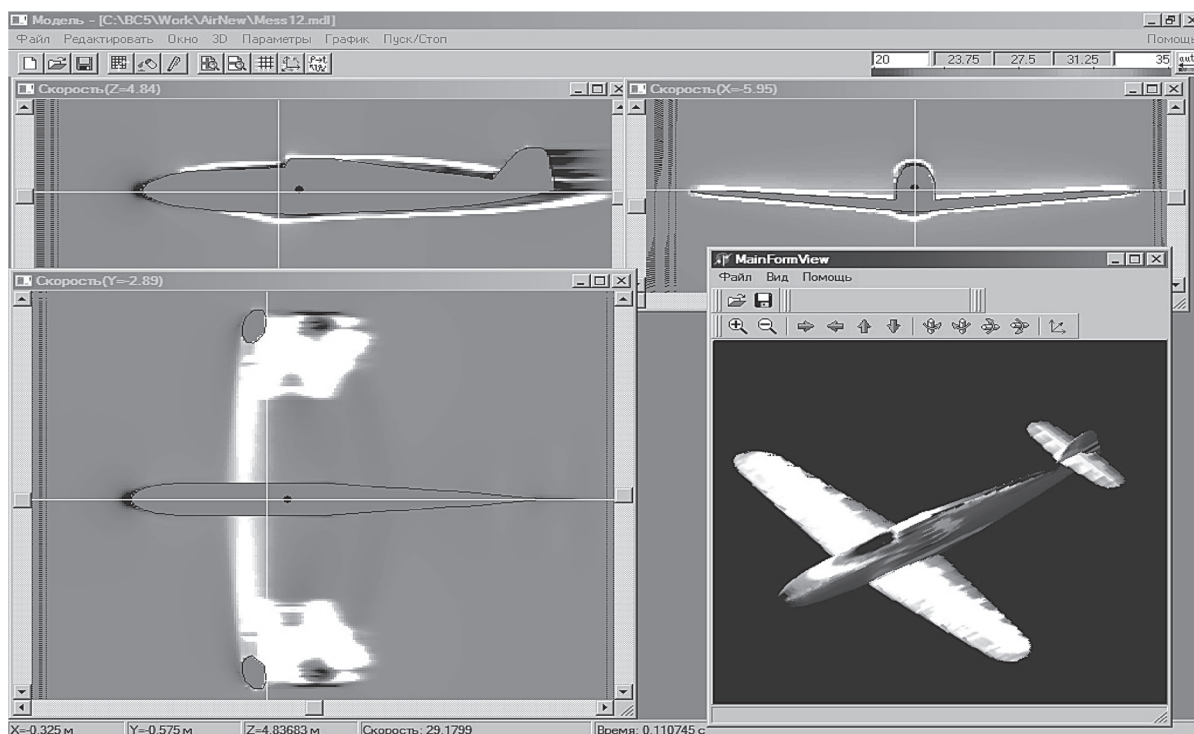 Модель - [C:\BC5\Work\AirNew\Mess12.mdl]
Файл Редактировать Окно 3D Параметры График Пуск/Стоп Помощь
20 23.75 27.5 31.25 35 aut
Скорость(Z=4.84)
Скорость(X=-5.95)
Скорость(Y=-2.89)
MainFormView
Файл Вид Помощь
X=-0.325 м Y=-0.575 м Z=4.83683 м Скорость: 29.1799 Время: 0.110745 с